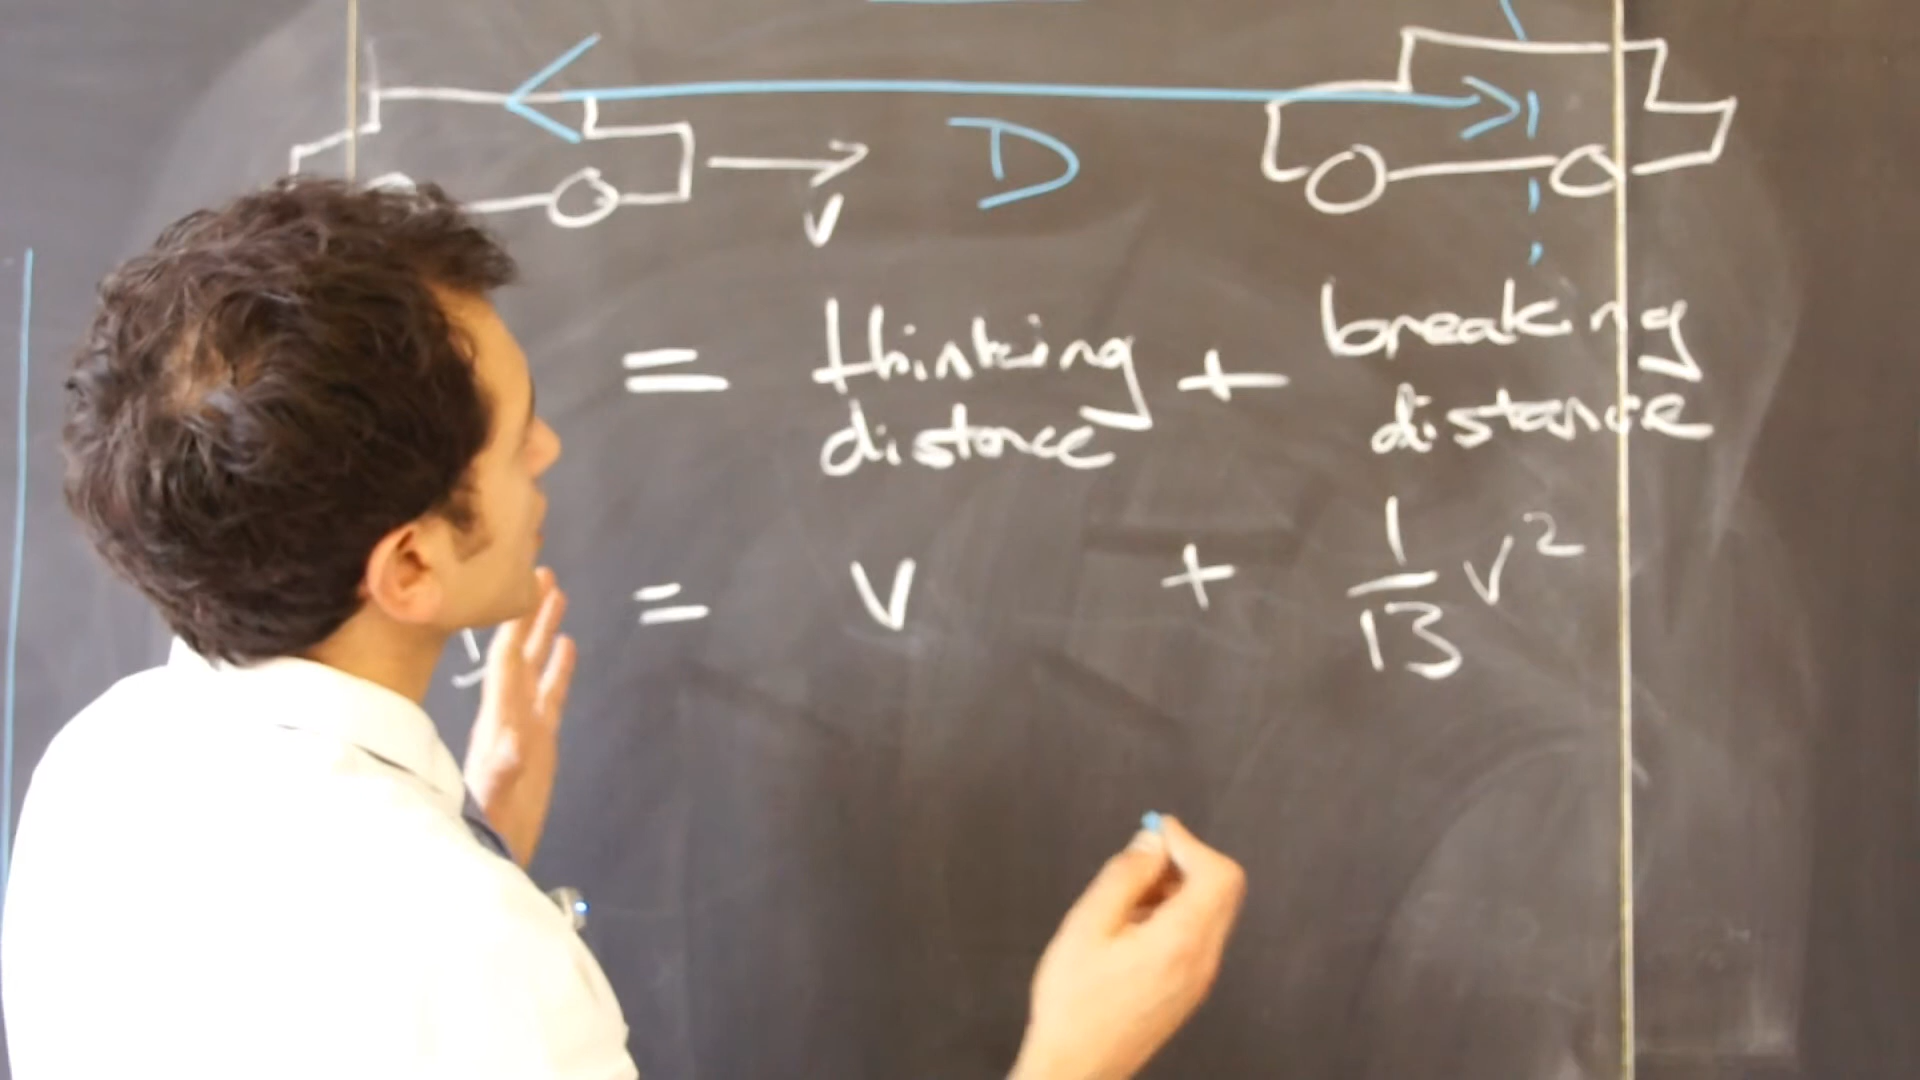 D
v
= thinking distance + breaking distance
= v + 1/13 v²